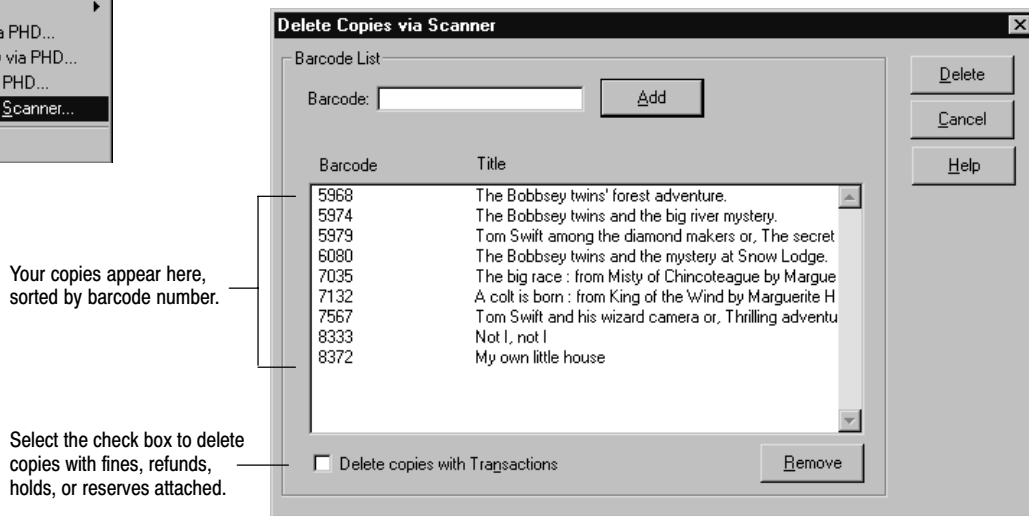 a PHD...
via PHD...
PHD...
Scanner...
Delete Copies via Scanner
Barcode List
Barcode:
Add
Delete
Cancel
Help
Barcode Title
5968 The Bobbsey twins' forest adventure.
5974 The Bobbsey twins and the big river mystery.
5979 Tom Swift among the diamond makers or, The secret
6080 The Bobbsey twins and the mystery at Snow Lodge.
7035 The big race : from Misty of Chincoteague by Margue
7132 A colt is born : from King of the Wind by Marguerite H
7567 Tom Swift and his wizard camera or, Thrilling adventu
8333 Not I, not I
8372 My own little house
Your copies appear here,
sorted by barcode number.
Select the check box to delete
copies with fines, refunds,
holds, or reserves attached.
Delete copies with Transactions
Remove